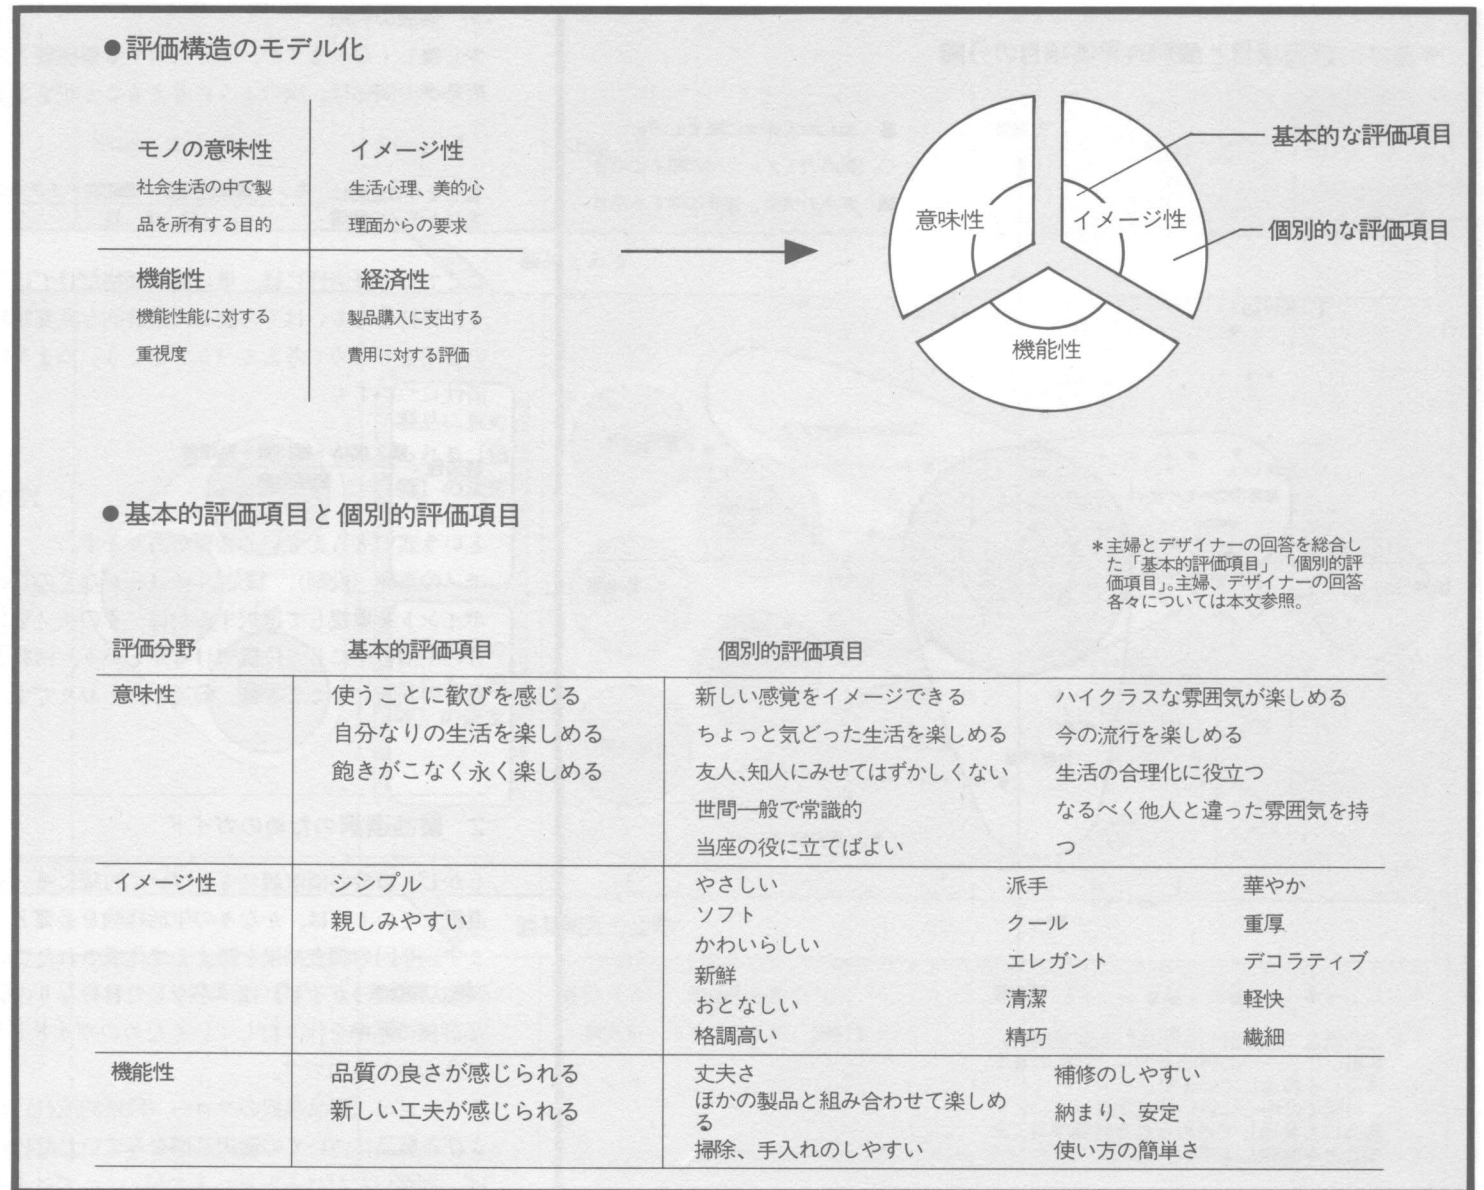 ●評価構造のモデル化
モノの意味性
社会生活の中で製
品を所有する目的
イメージ性
生活心理、美的心
理面からの要求
機能性
機能性能に対する
重視度
経済性
製品購入に支出する
費用に対する評価
意味性
イメージ性
機能性
基本的な評価項目
個別的な評価項目
●基本的評価項目と個別的評価項目
＊主婦とデザイナーの回答を総合し
た「基本的評価項目」「個別的評
価項目」。主婦、デザイナーの回答
各々については本文参照。
評価分野 基本的評価項目 個別的評価項目
意味性
使うことに歓びを感じる
自分なりの生活を楽しめる
飽きがこなく永く楽しめる
新しい感覚をイメージできる
ちょっと気どった生活を楽しめる
友人、知人にみせてはずかしくない
世間一般で常識的
当座の役に立てばよい
ハイクラスな雰囲気が楽しめる
今の流行を楽しめる
生活の合理化に役立つ
なるべく他人と違った雰囲気を持
つ
イメージ性
シンプル
親しみやすい
やさしい
ソフト
かわいらしい
新鮮
おとなしい
格調高い
派手
クール
エレガント
清潔
精巧
華やか
重厚
デコラティブ
軽快
繊細
機能性
品質の良さが感じられる
新しい工夫が感じられる
丈夫さ
ほかの製品と組み合わせて楽しめ
る
掃除、手入れのしやすい
補修のしやすい
納まり、安定
使い方の簡単さ